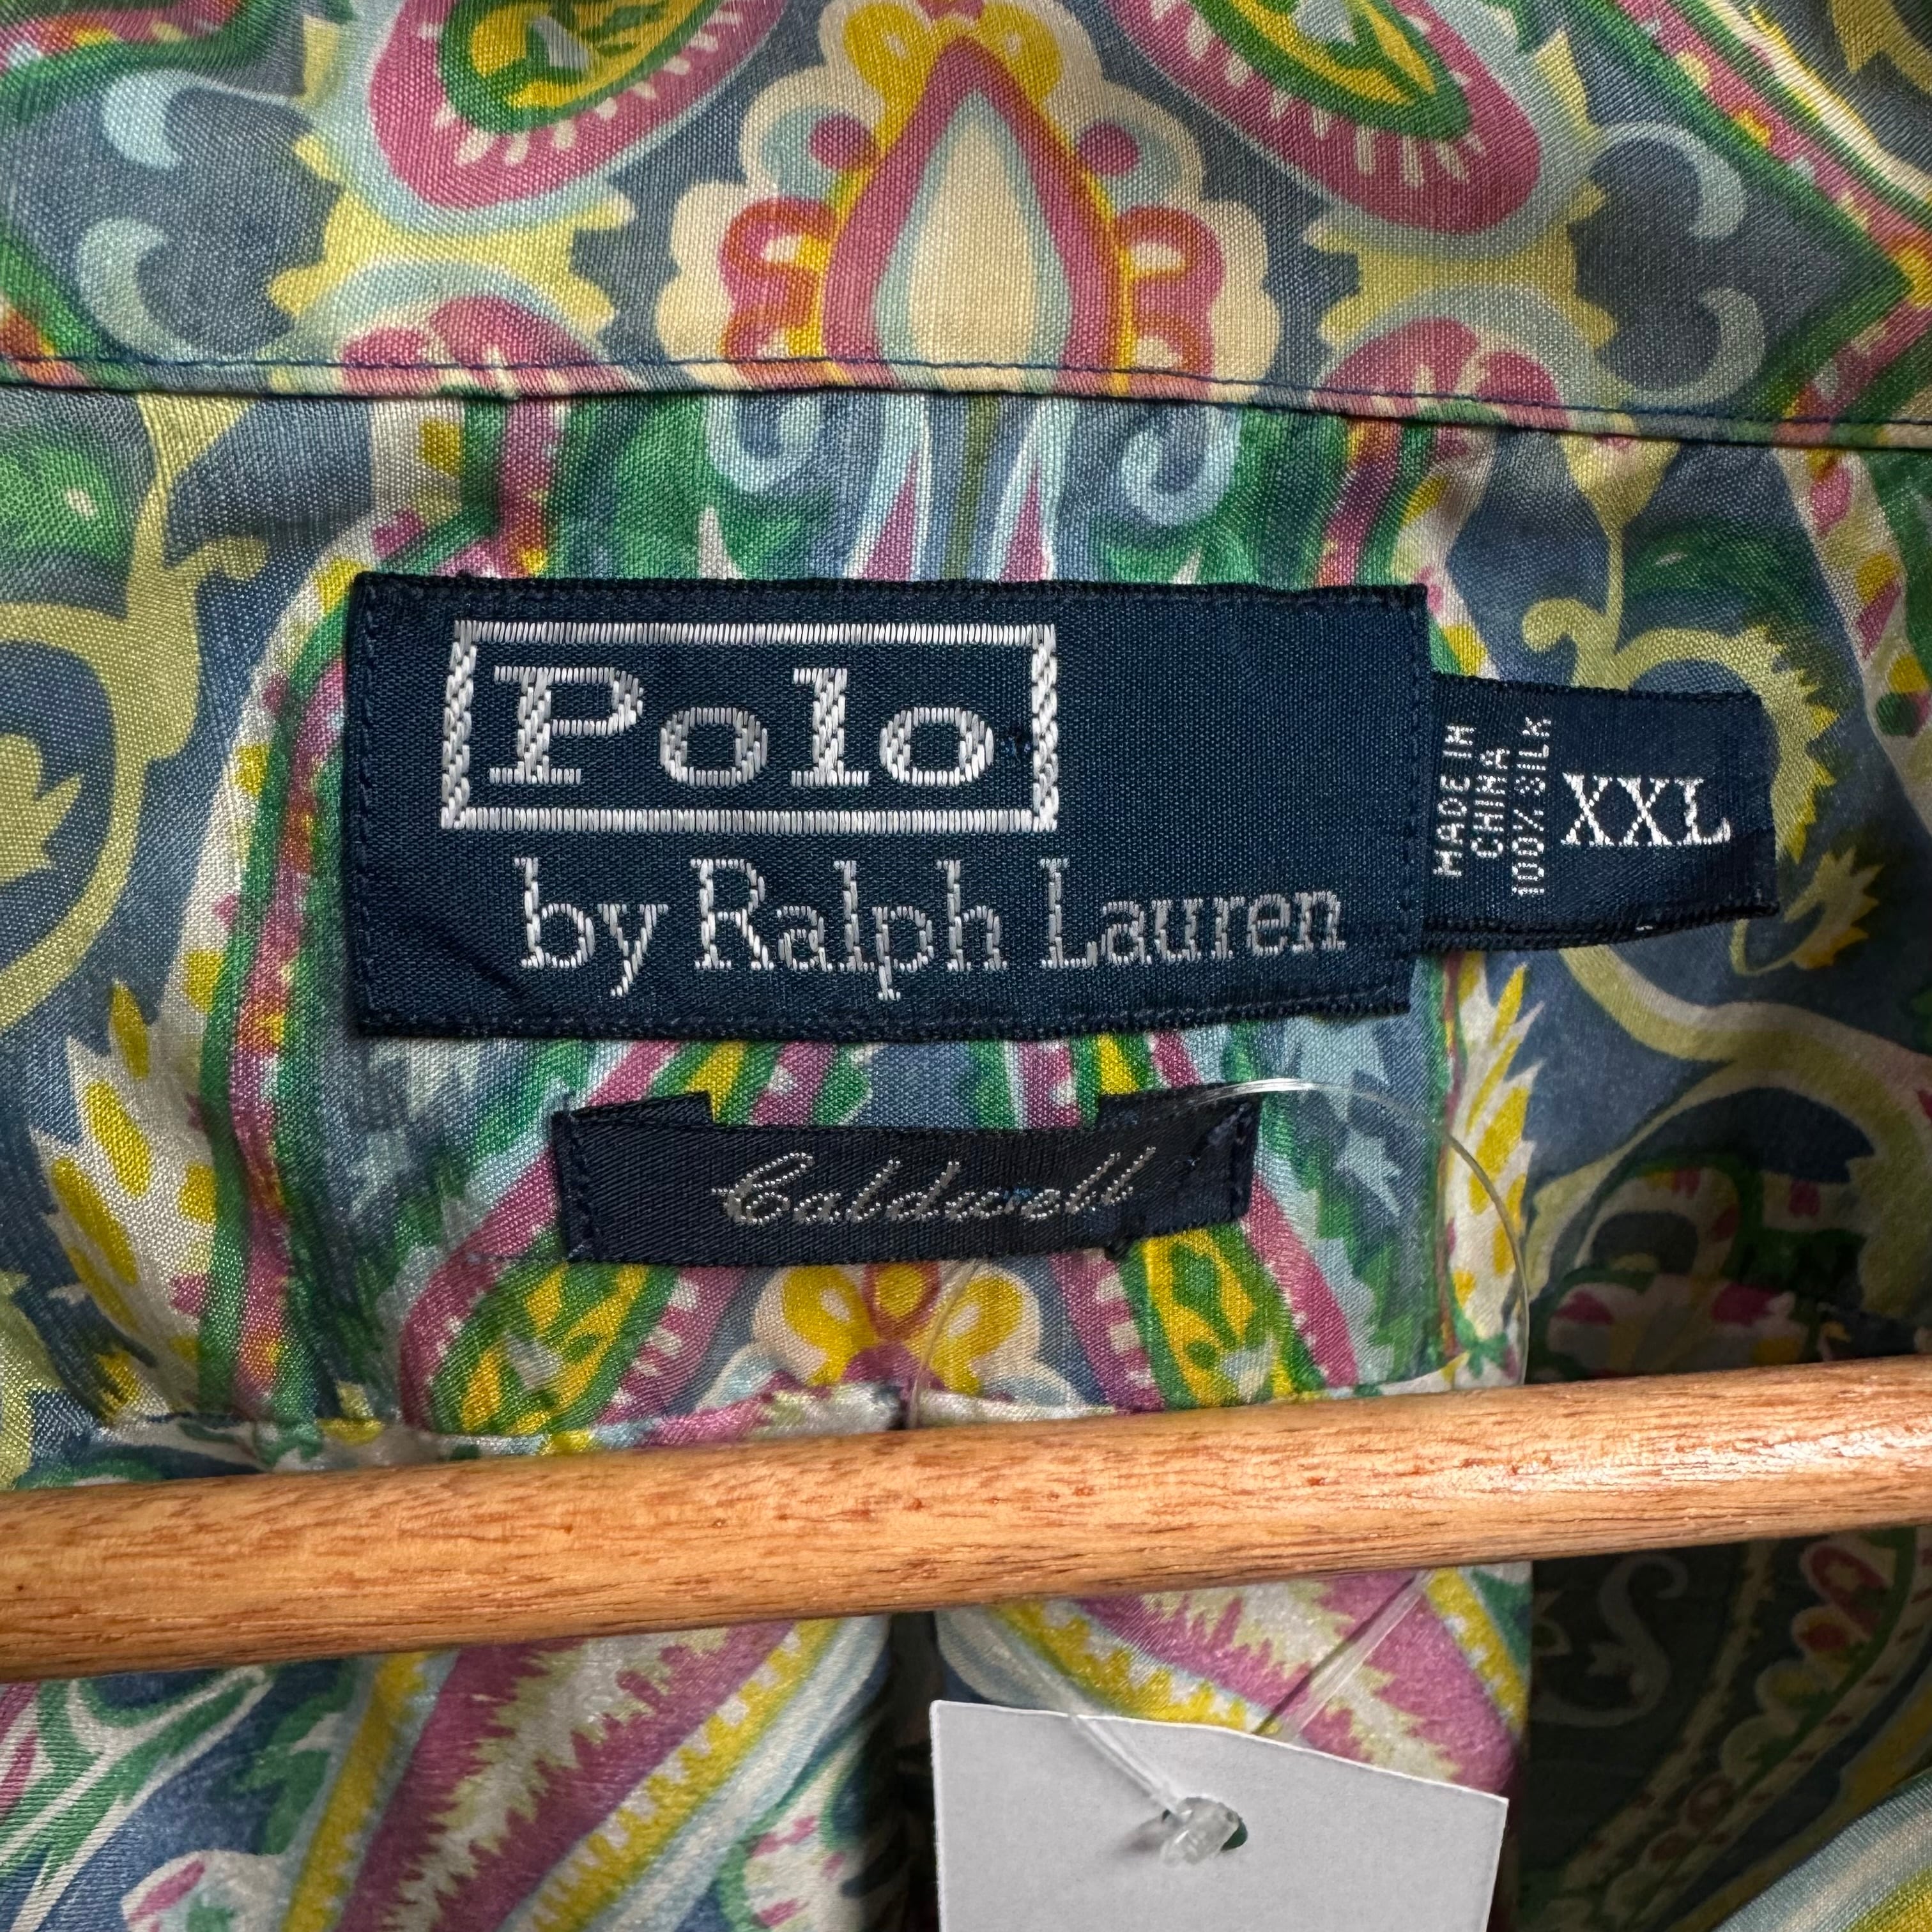 Polo
by Ralph Lauren
MADE IN
CHINA
100% SILK
XXL
Caldwell